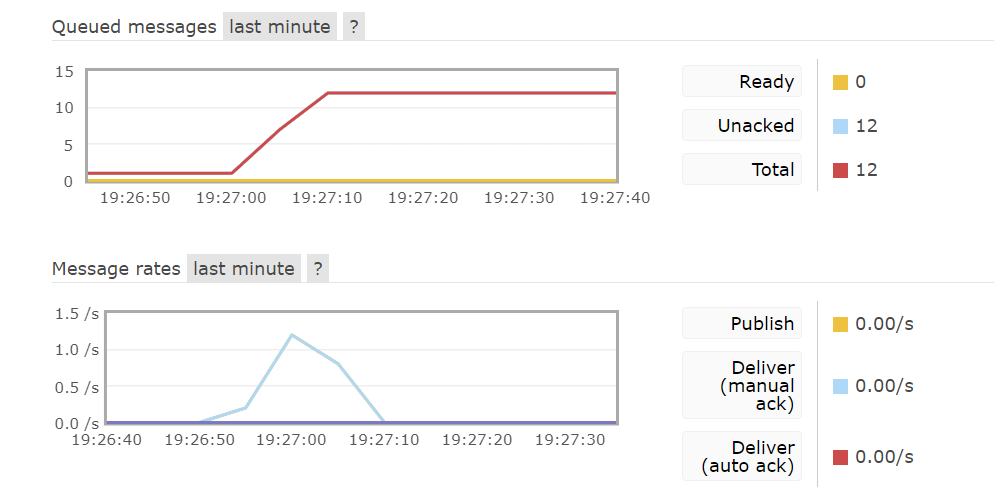 Queued messages last minute ?
15
10
5
0
19:26:50 19:27:00 19:27:10 19:27:20 19:27:30 19:27:40
Ready 0
Unacked 12
Total 12
Message rates last minute ?
1.5 /s
1.0 /s
0.5 /s
0.0 /s
19:26:40 19:26:50 19:27:00 19:27:10 19:27:20 19:27:30
Publish 0.00/s
Deliver
(manual
ack)
0.00/s
Deliver
(auto ack)
0.00/s